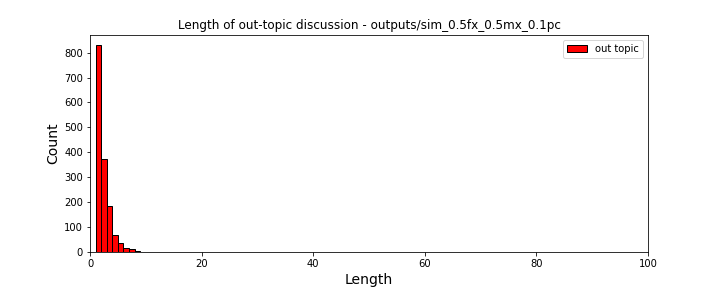 Length of out-topic discussion - outputs/sim_0.5fx_0.5mx_0.1pc
out topic
800
700
600
500
400
300
200
100
0
Count
0 20 40 60 80 100
Length